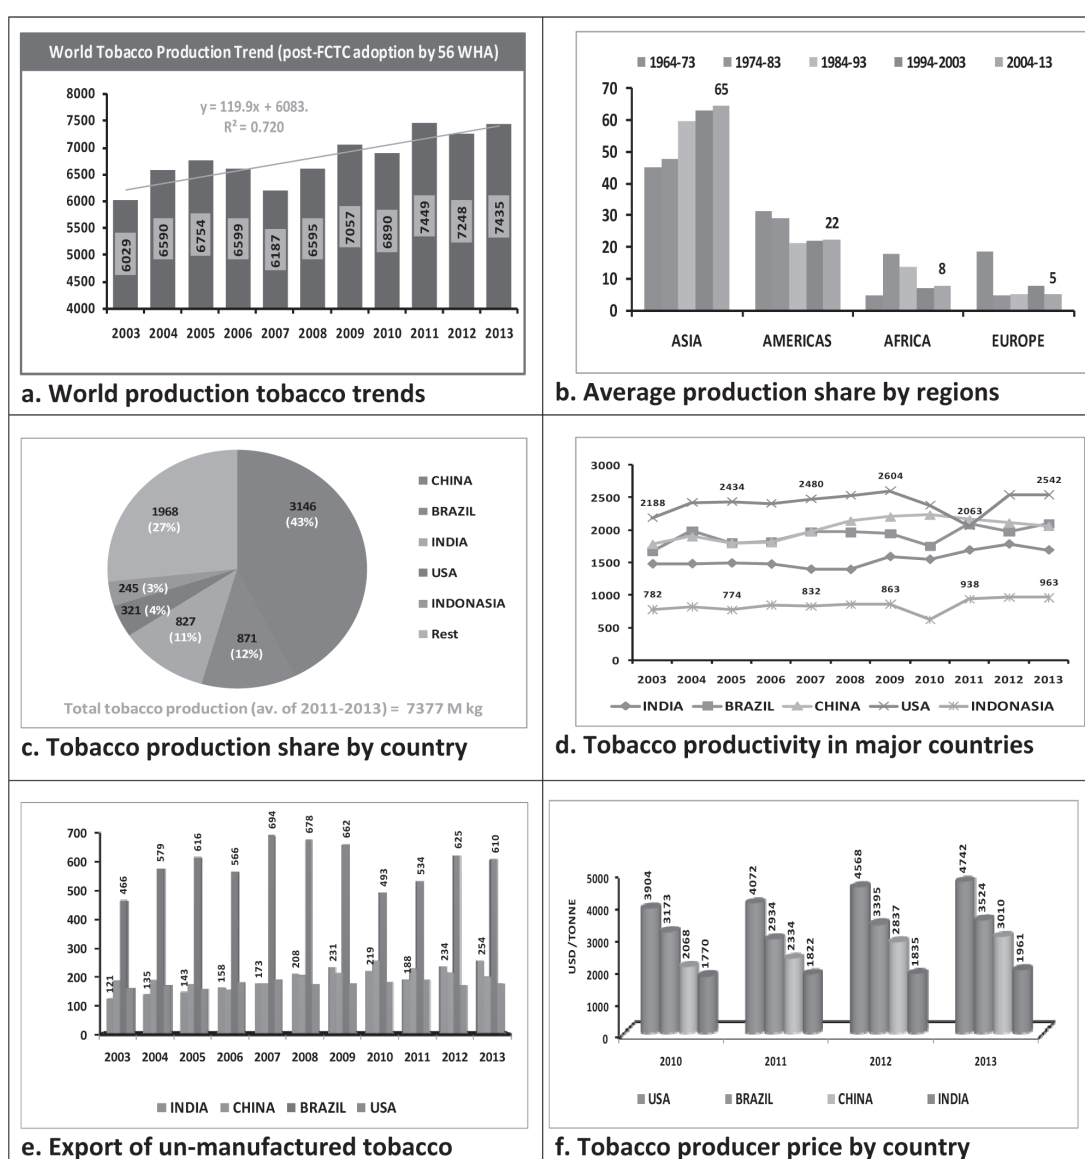 World Tobacco Production Trend (post-FCTC adoption by 56 WHA)
8000
7500
7000
6500
6000
5500
5000
4500
4000
y = 119.9x + 6083.
R² = 0.720
6029 6590 6754 6599 6187 6595 7057 6890 7449 7248 7435
2003 2004 2005 2006 2007 2008 2009 2010 2011 2012 2013
a. World production tobacco trends
1964-73 1974-83 1984-93 1994-2003 2004-13
70
60
50
40
30
20
10
0
65 22 8 5
ASIA AMERICAS AFRICA EUROPE
b. Average production share by regions
3146
(43%)
871
(12%)
827
(11%)
321 (4%)
245 (3%)
1968
(27%)
CHINA
BRAZIL
INDIA
USA
INDONASIA
Rest
Total tobacco production (av. of 2011-2013) = 7377 M kg
c. Tobacco production share by country
3000
2500
2000
1500
1000
500
0
2188 2434 2480 2604 2063 2542
782 774 832 863 938 963
2003 2004 2005 2006 2007 2008 2009 2010 2011 2012 2013
INDIA BRAZIL CHINA USA INDONASIA
d. Tobacco productivity in major countries
700
600
500
400
300
200
100
0
466 579 616 566 694 678 662 493 534 625 610
121 135 143 158 173 208 231 219 188 234 254
2003 2004 2005 2006 2007 2008 2009 2010 2011 2012 2013
INDIA CHINA BRAZIL USA
e. Export of un-manufactured tobacco
USD /TONNE
5000
4000
3000
2000
1000
0
3904 3173 2068 1770
4072 2934 2334 1822
4568 3395 2837 1835
4742 3524 3010 1961
2010 2011 2012 2013
USA BRAZIL CHINA INDIA
f. Tobacco producer price by country